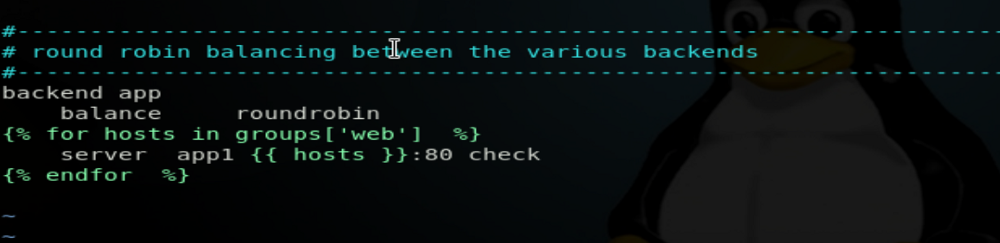 #---------------------------------------------------------------------
# round robin balancing between the various backends
#---------------------------------------------------------------------
backend app
    balance     roundrobin
{% for hosts in groups['web']  %}
    server  app1 {{ hosts }}:80 check
{% endfor  %}
~
~